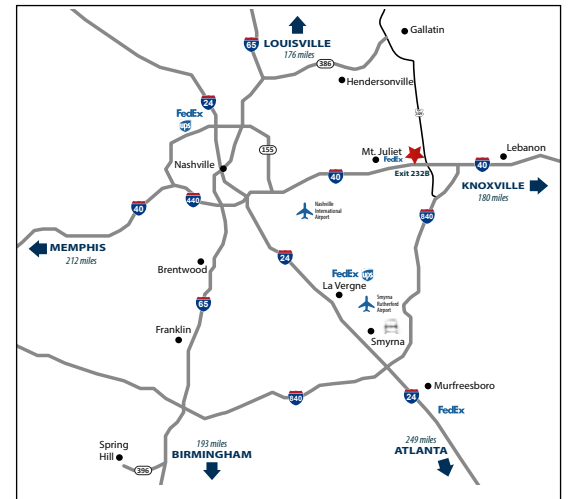 Gallatin
65
LOUISVILLE
176 miles
386
Hendersonville
24
FedEx
ups
155
Nashville
Mt. Juliet
FedEx
Exit 232B
Lebanon
40
40
KNOXVILLE
180 miles
440
40
Nashville
International
Airport
840
MEMPHIS
212 miles
24
Brentwood
FedEx
ups
La Vergne
65
Smyrna
Rutherford
Airport
Franklin
Smyrna
840
24
Murfreesboro
FedEx
Spring
Hill
396
193 miles
BIRMINGHAM
249 miles
ATLANTA